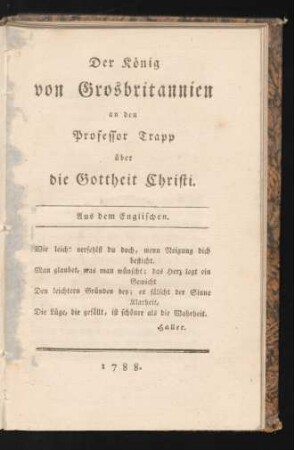 Der König
von Grosbritannien
an den
Professor Trapp
über
die Gottheit Christi.
Aus dem Englischen.
Wie leicht verfehlst du doch, wenn Neigung dich
besticht.
Man glaubet, was man wünscht; das Herz legt ein
Gewicht
Den leichtern Gründen bey; es fälscht der Sinne
Klarheit,
Die Lüge, die gefällt, ist schöner als die Wahrheit.
Haller.
1788.